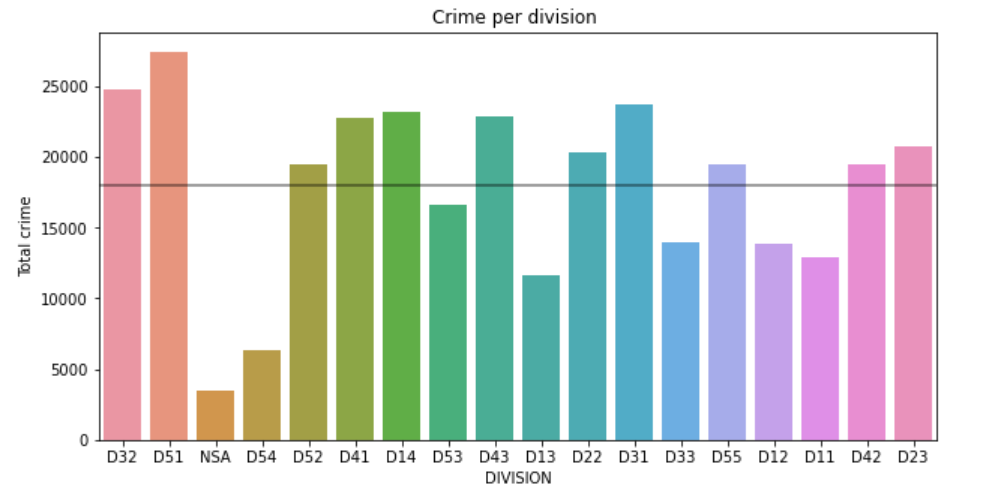 Crime per division
25000
20000
15000
10000
5000
0
Total crime
D32 D51 NSA D54 D52 D41 D14 D53 D43 D13 D22 D31 D33 D55 D12 D11 D42 D23
DIVISION